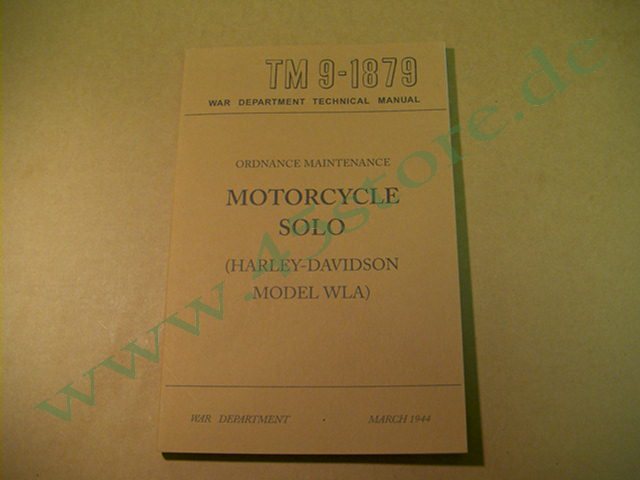 TM 9-1879
WAR DEPARTMENT TECHNICAL MANUAL
ORDNANCE MAINTENANCE
MOTORCYCLE
SOLO
(HARLEY-DAVIDSON
MODEL WLA)
WAR DEPARTMENT · MARCH 1944
www.45store.de